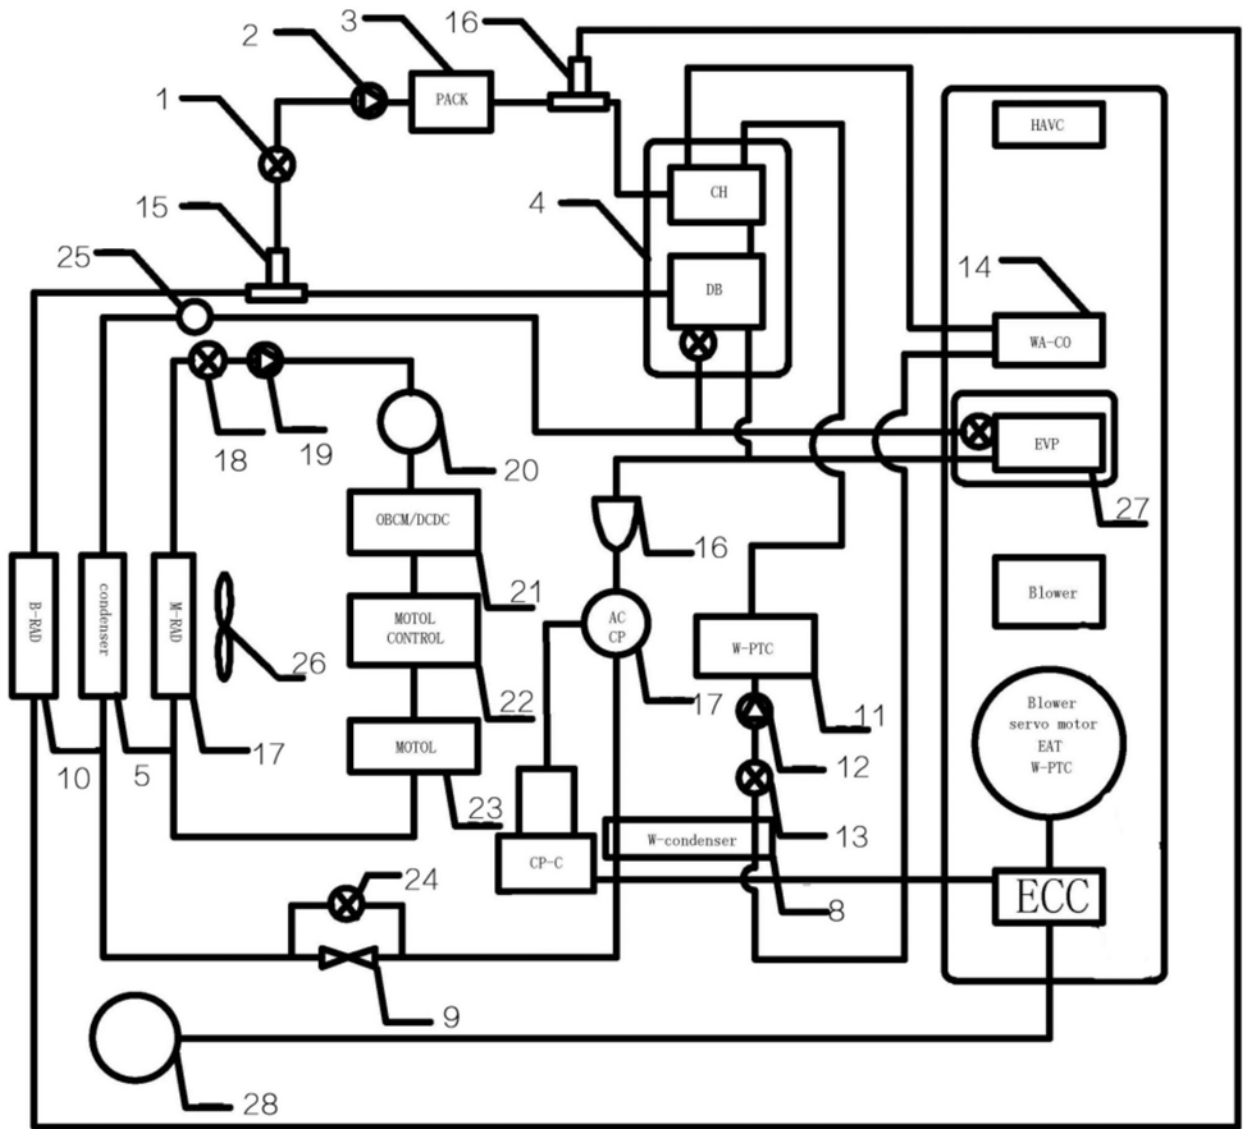 3
16
2
PACK
1
HAVC
CH
4
15
25
14
DB
WA-CO
EVP
18
19
20
27
OBCM/DCDC
16
21
B-RAD
condenser
M-RAD
AC
CP
Blower
MOTOL
CONTROL
W-PTC
26
22
17
11
Blower
servo motor
EAT
W-PTC
10
5
17
MOTOL
12
23
13
W-condenser
CP-C
24
8
ECC
9
28